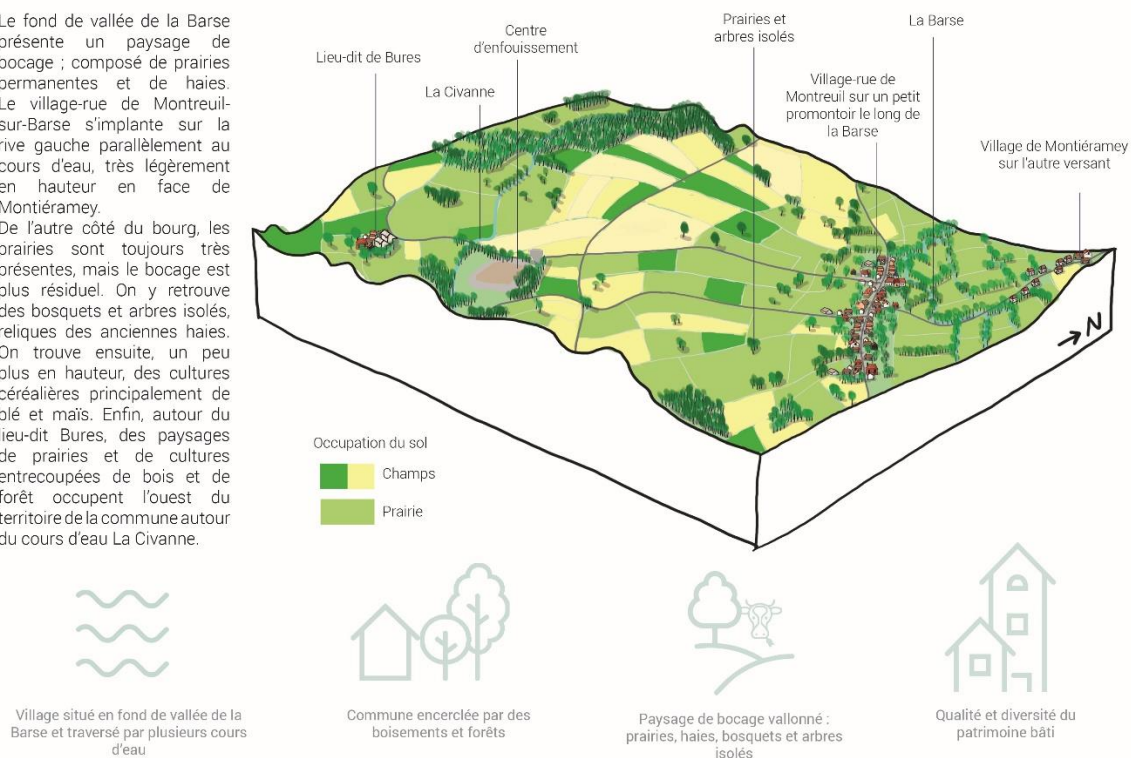 Le fond de vallée de la Barse
présente un paysage de
bocage ; composé de prairies
permanentes et de haies.
Le village-rue de Montreuil-
sur-Barse s'implante sur la
rive gauche parallèlement au
cours d'eau, très légèrement
en hauteur en face de
Montiéramey.
De l'autre côté du bourg, les
prairies sont toujours très
présentes, mais le bocage est
plus résiduel. On y retrouve
des bosquets et arbres isolés,
reliques des anciennes haies.
On trouve ensuite, un peu
plus en hauteur, des cultures
céréalières principalement de
blé et maïs. Enfin, autour du
lieu-dit Bures, des paysages
de prairies et de cultures
entrecoupées de bois et de
forêt occupent l'ouest du
territoire de la commune autour
du cours d'eau La Civanne.
Lieu-dit de Bures
La Civanne
Centre
d'enfouissement
Prairies et
arbres isolés
Village-rue de
Montreuil sur un petit
promontoir le long de
la Barse
La Barse
Village de Montiéramey
sur l'autre versant
N
Occupation du sol
Champs
Prairie
Village situé en fond de vallée de la
Barse et traversé par plusieurs cours
d'eau
Commune encerclée par des
boisements et forêts
Paysage de bocage vallonné :
prairies, haies, bosquets et arbres
isolés
Qualité et diversité du
patrimoine bâti